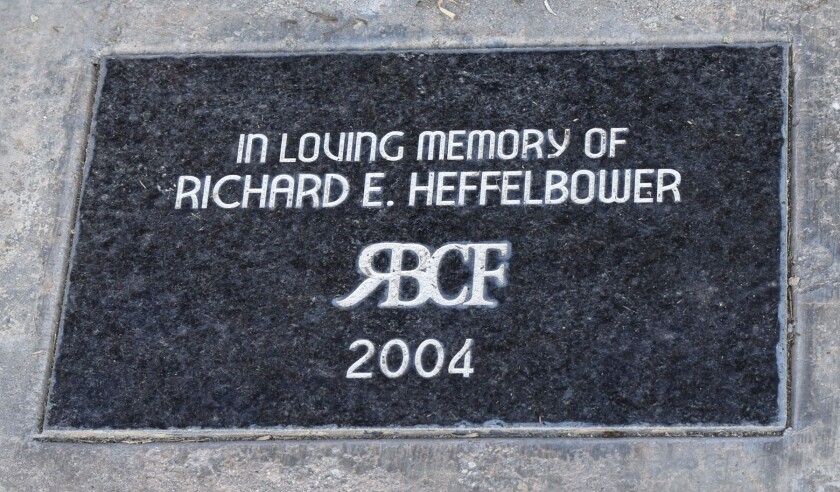 IN LOVING MEMORY OF
RICHARD E. HEFFELBOWER
RBCF
2004